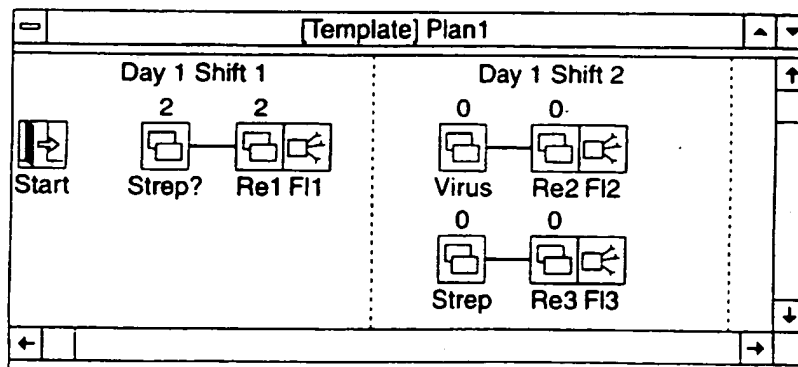 [Template] Plan1
Day 1 Shift 1 Day 1 Shift 2
2 2 0 0
Start Strep? Re1 Fl1 Virus Re2 Fl2
0 0
Strep Re3 Fl3